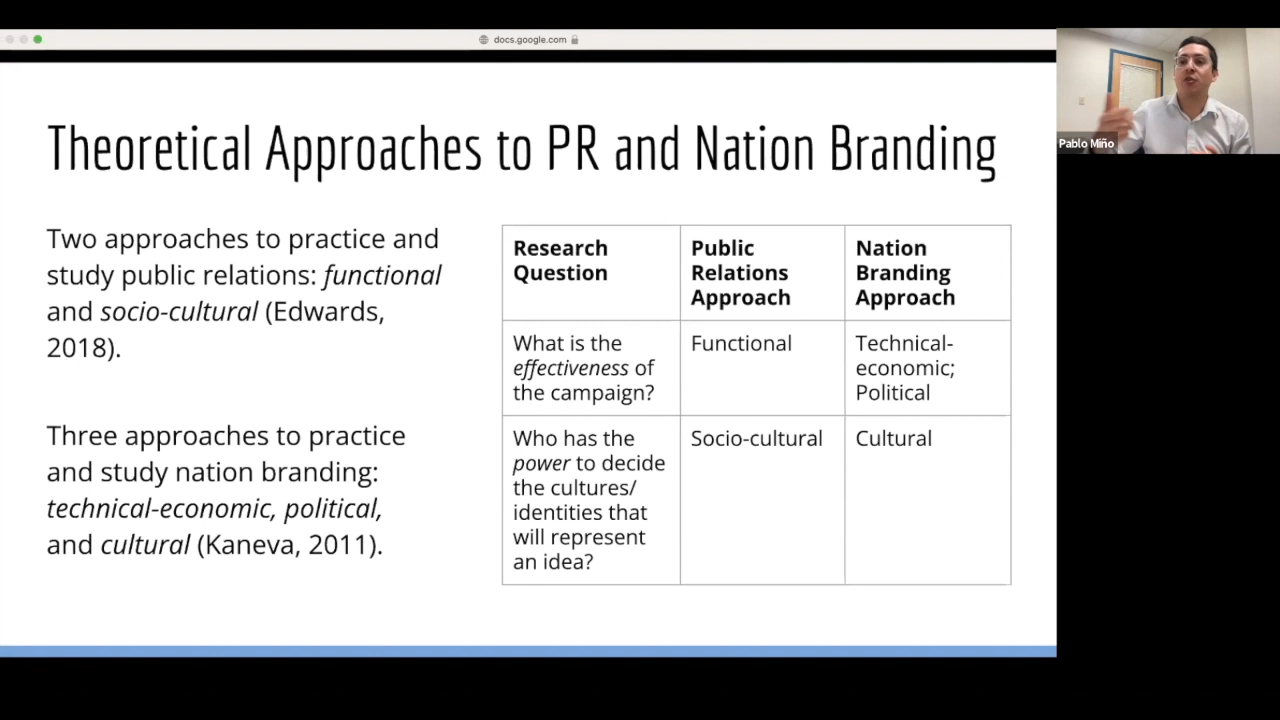 docs.google.com
Pablo Miño
Theoretical Approaches to PR and Nation Branding
Two approaches to practice and
study public relations: functional
and socio-cultural (Edwards,
2018).
Three approaches to practice
and study nation branding:
technical-economic, political,
and cultural (Kaneva, 2011).
Research
Question
Public
Relations
Approach
Nation
Branding
Approach
What is the
effectiveness of
the campaign?
Functional
Technical-
economic;
Political
Who has the
power to decide
the cultures/
identities that
will represent
an idea?
Socio-cultural
Cultural